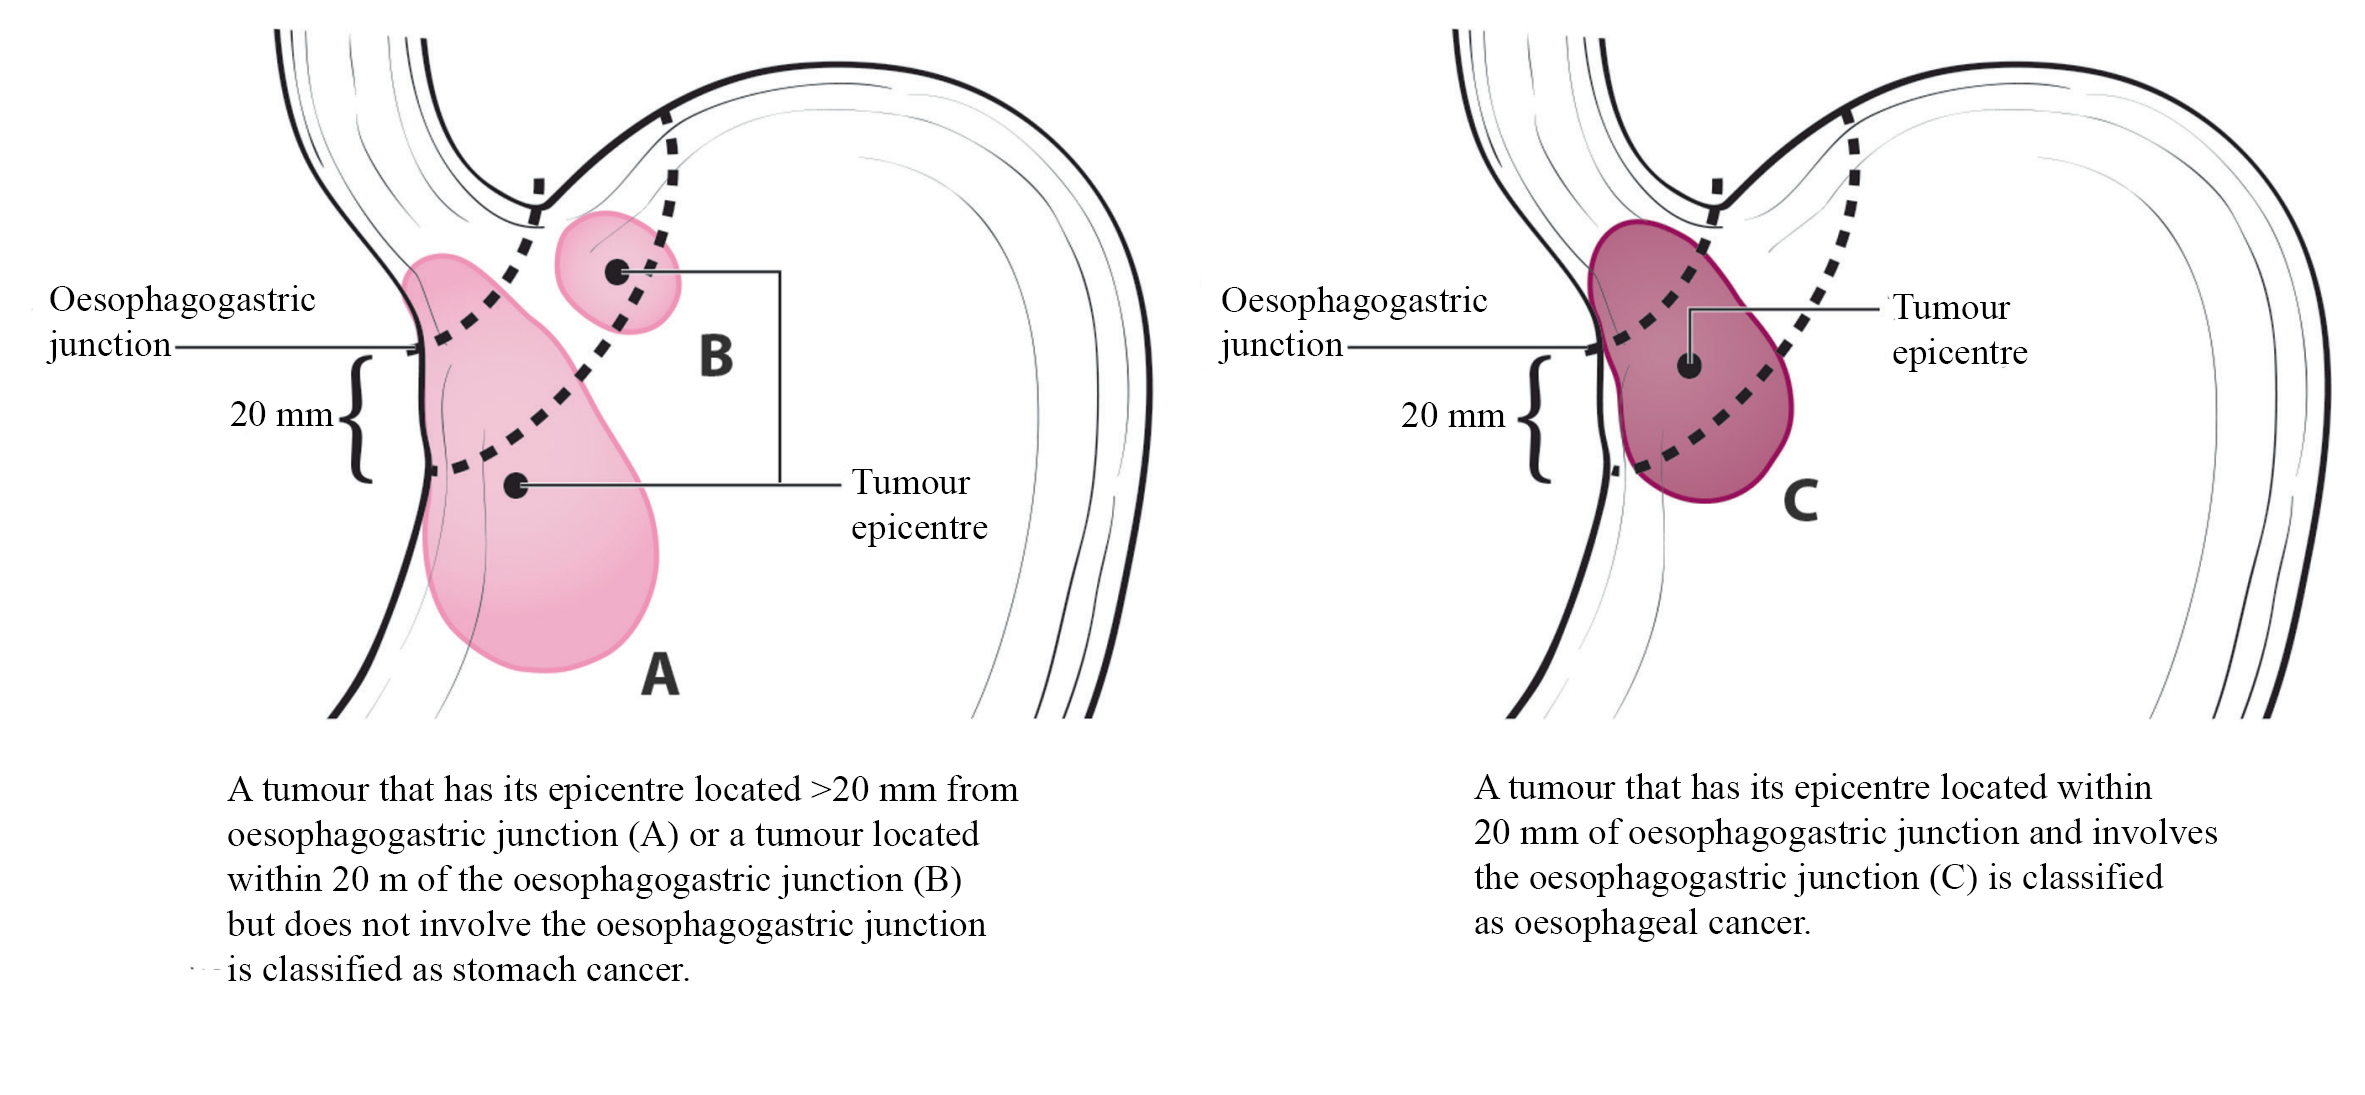 Oesophagogastric
junction
20 mm
B
A
Tumour
epicentre
A tumour that has its epicentre located >20 mm from
oesophagogastric junction (A) or a tumour located
within 20 m of the oesophagogastric junction (B)
but does not involve the oesophagogastric junction
is classified as stomach cancer.
Oesophagogastric
junction
20 mm
Tumour
epicentre
C
A tumour that has its epicentre located within
20 mm of oesophagogastric junction and involves
the oesophagogastric junction (C) is classified
as oesophageal cancer.